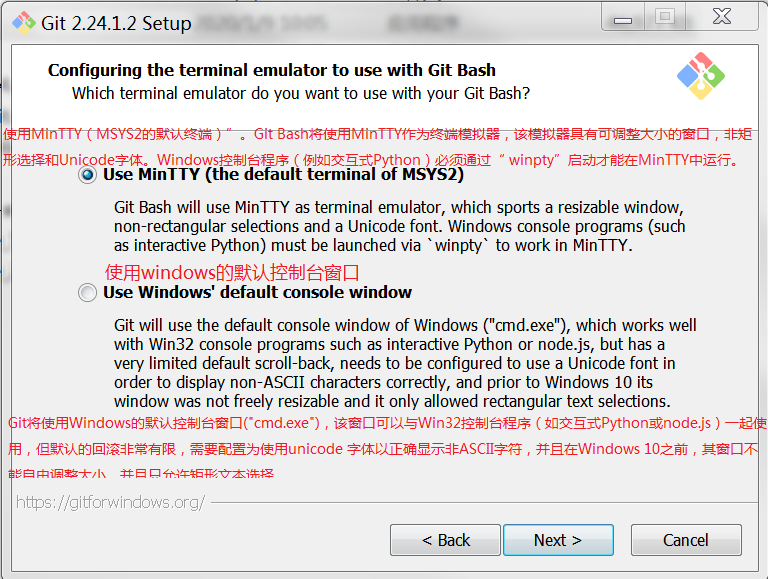 Git 2.24.1.2 Setup
Configuring the terminal emulator to use with Git Bash
Which terminal emulator do you want to use with your Git Bash?
使用MinTTY（MSYS2的默认终端）”。GIt Bash将使用MInTTY作为终端模拟器，该模拟器具有可调整大小的窗口，非矩
形选择和Unicode字体。Windows控制台程序（例如交互式Python）必须通过“ winpty”启动才能在MinTTY中运行。
Use MinTTY (the default terminal of MSYS2)
Git Bash will use MinTTY as terminal emulator, which sports a resizable window,
non-rectangular selections and a Unicode font. Windows console programs (such
as interactive Python) must be launched via `winpty` to work in MinTTY.
使用windows的默认控制台窗口
Use Windows' default console window
Git will use the default console window of Windows ("cmd.exe"), which works well
with Win32 console programs such as interactive Python or node.js, but has a
very limited default scroll-back, needs to be configured to use a Unicode font in
order to display non-ASCII characters correctly, and prior to Windows 10 its
window was not freely resizable and it only allowed rectangular text selections.
Git将使用Windows的默认控制台窗口("cmd.exe")，该窗口可以与Win32控制台程序（如交互式Python或node.js）一起使
用，但默认的回滚非常有限，需要配置为使用unicode 字体以正确显示非ASCII字符，并且在Windows 10之前，其窗口不
能自由调整大小，并且只允许矩形文本选择
https://gitforwindows.org/
< Back
Next >
Cancel